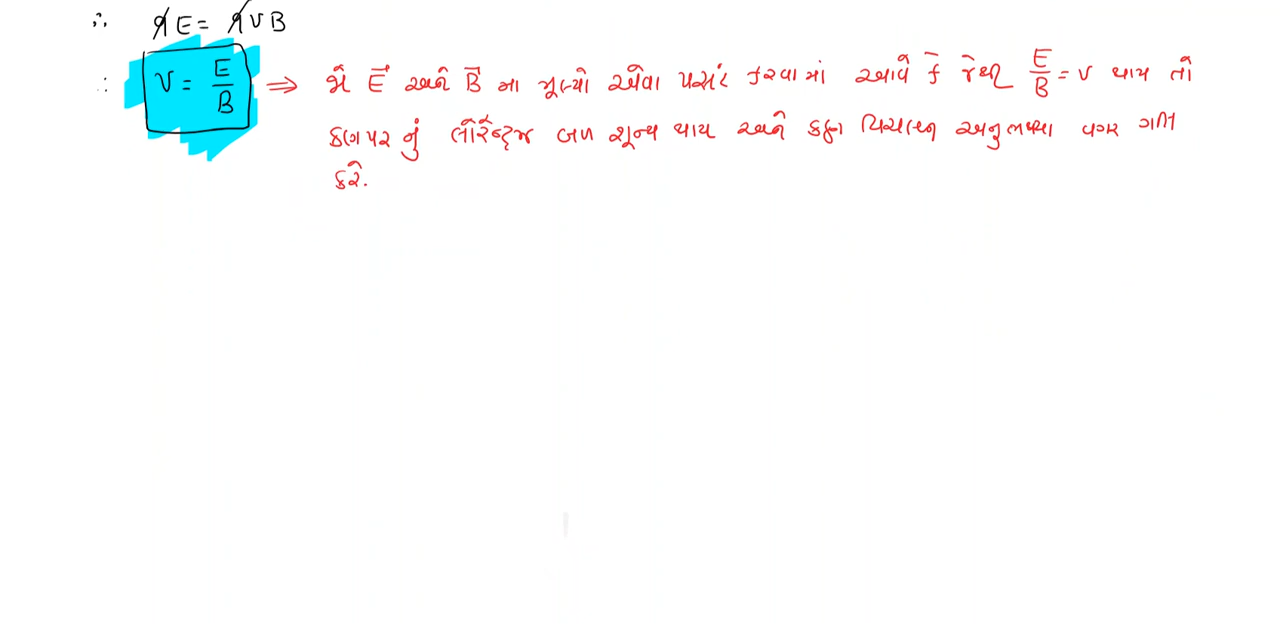 ∴ qE = qvB
∴ v = E/B ⇒ જો E⃗ અને B⃗ ના મૂલ્યો એવા પસંદ કરવામાં આવે કે જેથી E/B = v થાય તો
કણ પર નું લોરેન્ટ્ઝ બળ શૂન્ય થાય અને કણ વિચલન અનુભવ્યા વગર ગતિ
કરે.